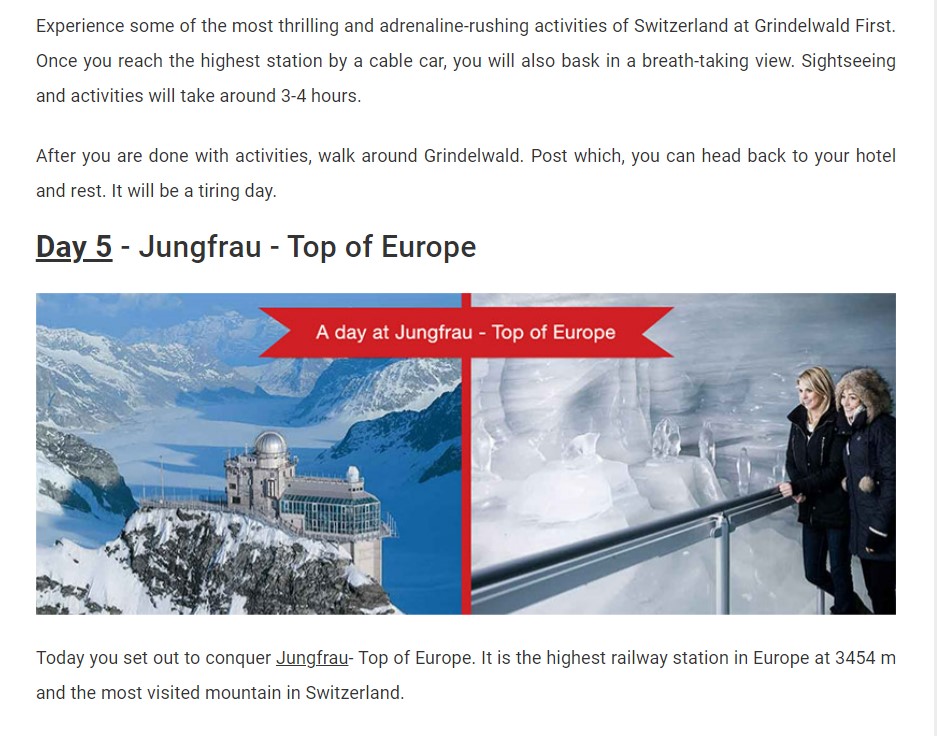 Experience some of the most thrilling and adrenaline-rushing activities of Switzerland at Grindelwald First.
Once you reach the highest station by a cable car, you will also bask in a breath-taking view. Sightseeing
and activities will take around 3-4 hours.
After you are done with activities, walk around Grindelwald. Post which, you can head back to your hotel
and rest. It will be a tiring day.
Day 5 - Jungfrau - Top of Europe
A day at Jungfrau - Top of Europe
Today you set out to conquer Jungfrau- Top of Europe. It is the highest railway station in Europe at 3454 m
and the most visited mountain in Switzerland.